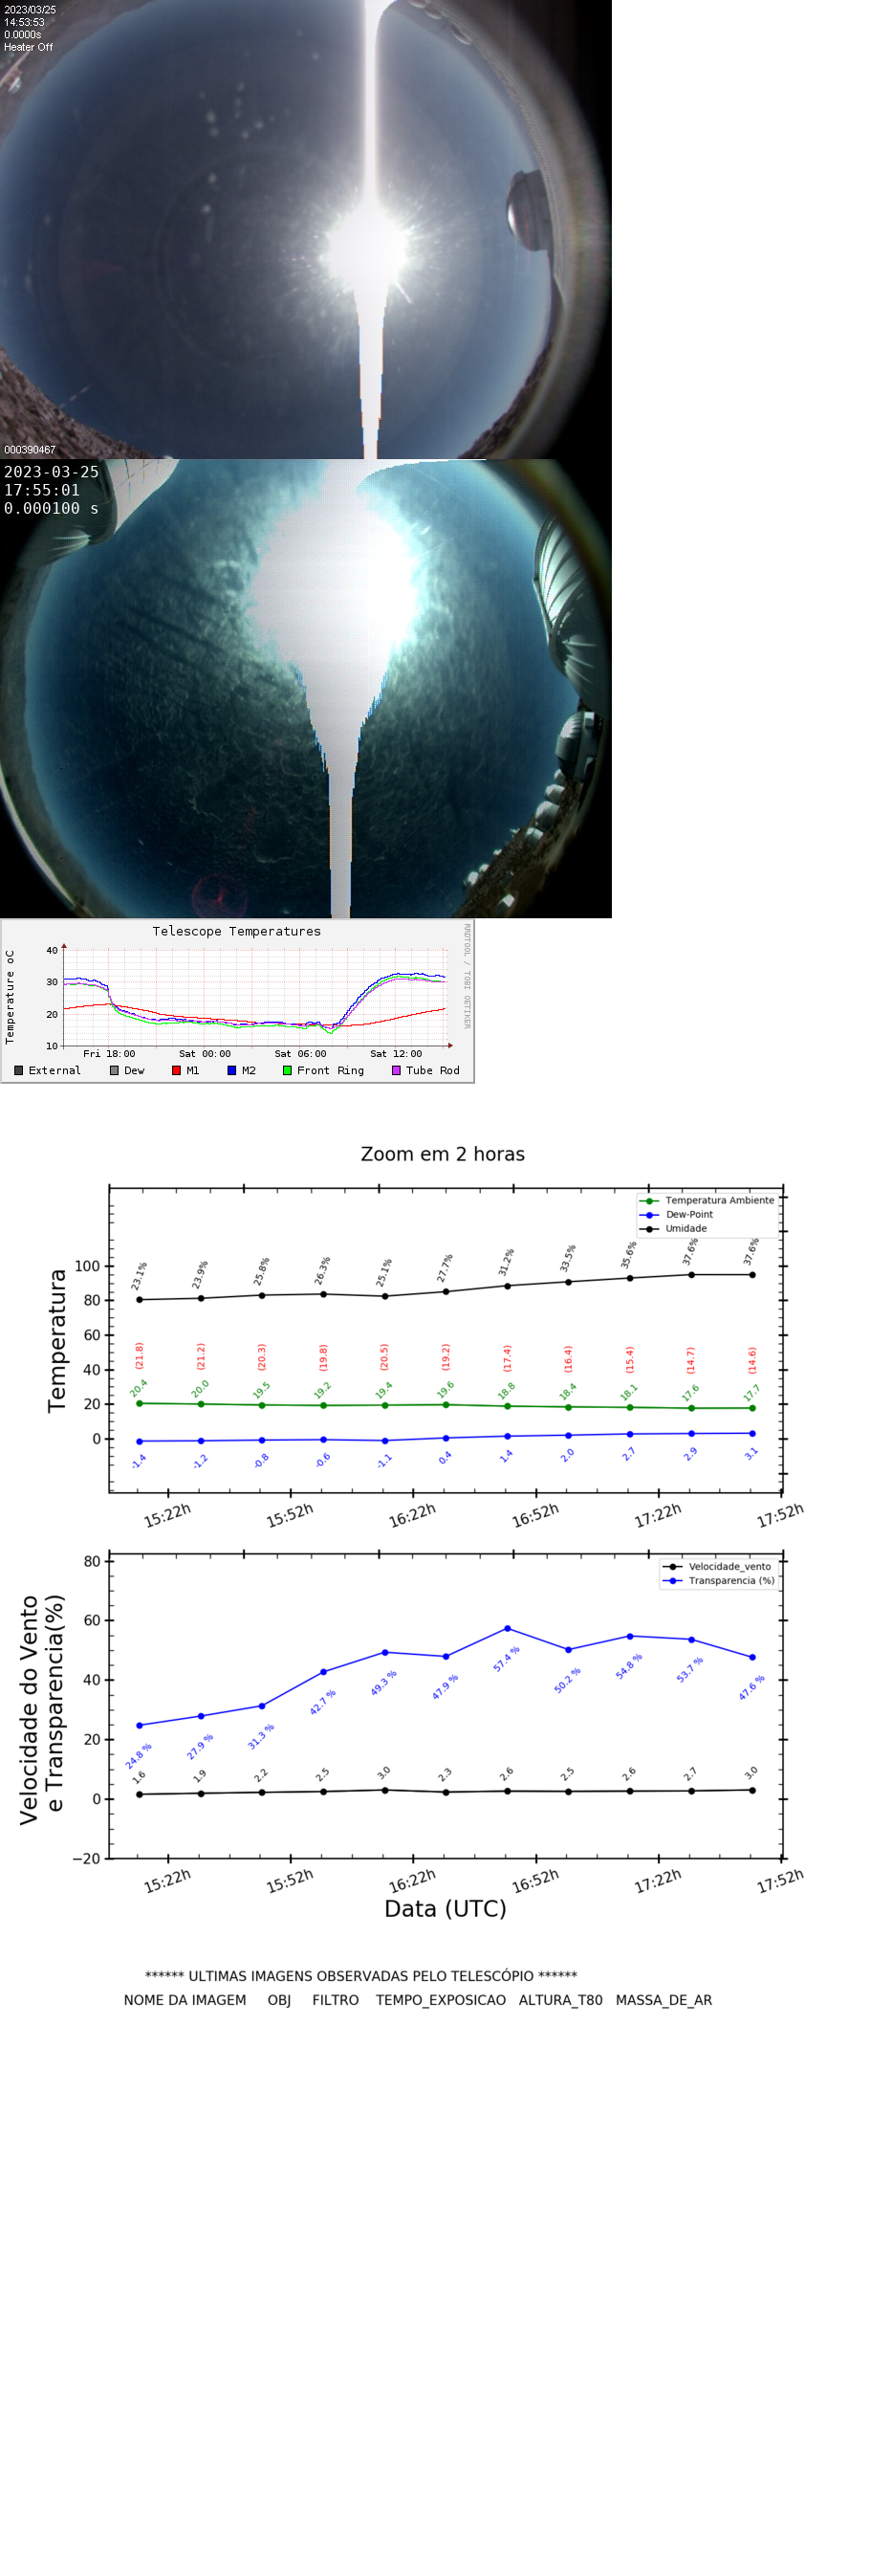 2023/03/25
14:53:53
0.0000s
Heater Off
000390467
2023-03-25
17:55:01
0.000100 s
Telescope Temperatures
RRDTOOL / TOBI OETIKER
Temperature oC
40
30
20
10
Fri 18:00 Sat 00:00 Sat 06:00 Sat 12:00
External Dew M1 M2 Front Ring Tube Rod
Zoom em 2 horas
Temperatura Ambiente
Dew-Point
Umidade
Temperatura
100
80
60
40
20
0
23.1% 23.9% 25.8% 26.3% 25.1% 27.7% 31.2% 33.5% 35.6% 37.6% 37.6%
(21.8) (21.2) (20.3) (19.8) (20.5) (19.2) (17.4) (16.4) (15.4) (14.7) (14.6)
20.4 20.0 19.5 19.2 19.4 19.6 18.8 18.4 18.1 17.6 17.7
-1.4 -1.2 -0.8 -0.6 -1.1 0.4 1.4 2.0 2.7 2.9 3.1
15:22h 15:52h 16:22h 16:52h 17:22h 17:52h
Velocidade_vento
Transparencia (%)
Velocidade do Vento
e Transparencia(%)
80
60
40
20
0
−20
24.8 % 27.9 % 31.3 % 42.7 % 49.3 % 47.9 % 57.4 % 50.2 % 54.8 % 53.7 % 47.6 %
1.6 1.9 2.2 2.5 3.0 2.3 2.6 2.5 2.6 2.7 3.0
15:22h 15:52h 16:22h 16:52h 17:22h 17:52h
Data (UTC)
****** ULTIMAS IMAGENS OBSERVADAS PELO TELESCÓPIO ******
NOME DA IMAGEM OBJ FILTRO TEMPO_EXPOSICAO ALTURA_T80 MASSA_DE_AR